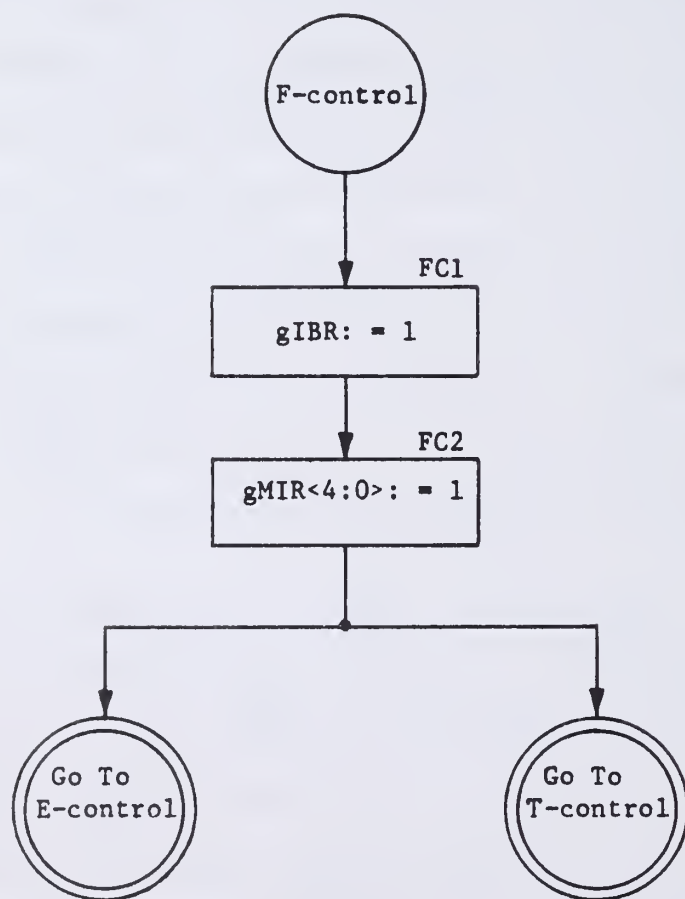 F-control
FC1
gIBR: = 1
FC2
gMIR<4:0>: = 1
Go To
E-control
Go To
T-control